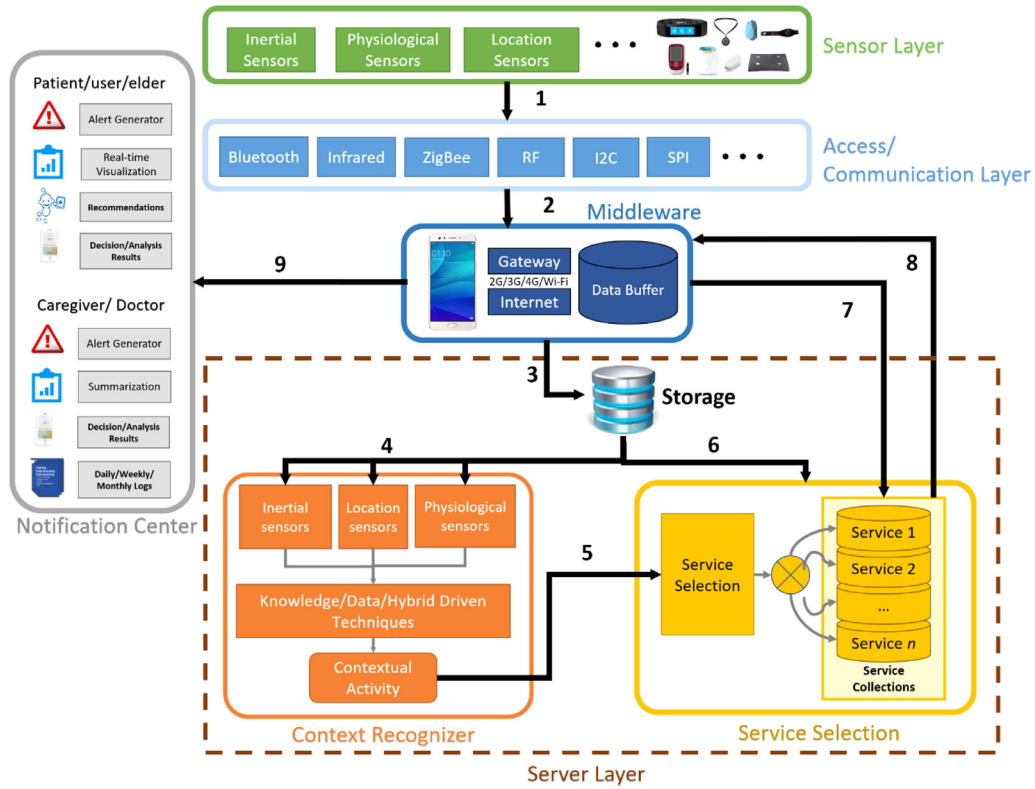 Inertial
Sensors
Physiological
Sensors
Location
Sensors
Sensor Layer
1
Bluetooth
Infrared
ZigBee
RF
I2C
SPI
Access/
Communication Layer
2
Middleware
01:10
Gateway
2G/3G/4G/Wi-Fi
Internet
Data Buffer
Patient/user/elder
Alert Generator
Real-time
Visualization
Recommendations
Decision/Analysis
Results
Caregiver/ Doctor
Alert Generator
Summarization
Decision/Analysis
Results
Daily/Weekly/
Monthly Logs
Notification Center
9
8
7
3
Storage
4
6
Inertial
sensors
Location
sensors
Physiological
sensors
Knowledge/Data/Hybrid Driven
Techniques
Contextual
Activity
Context Recognizer
5
Service
Selection
Service 1
Service 2
...
Service n
Service
Collections
Service Selection
Server Layer